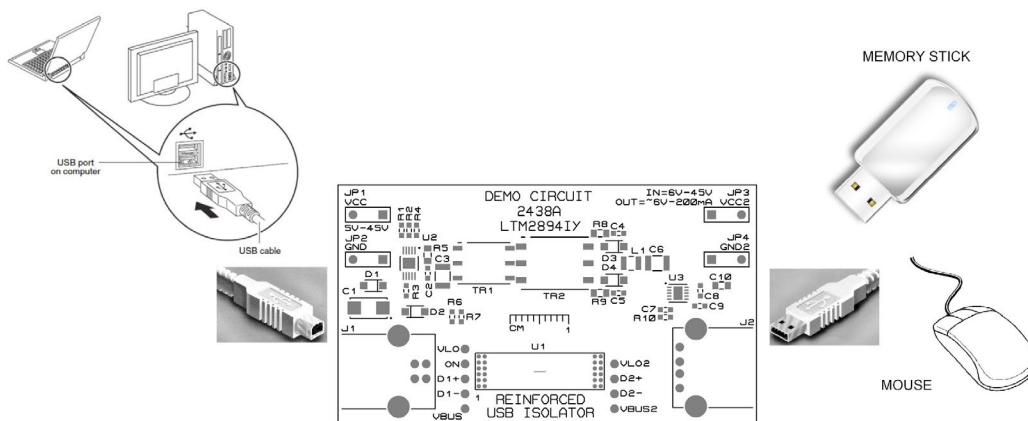 USB port
on computer
USB cable
MEMORY STICK
MOUSE
JP1
VCC
5V-45V
JP2
GND
DEMO CIRCUIT
2438A
LTM2894IY
IN=6V-45V
OUT=~6V-200mA
JP3
VCC2
JP4
GND2
R1
R2
R4
U2
R5
C3
C2
R3
D1
C1
D2
R6
R7
TR1
TR2
R8
C4
D3
D4
R9
C5
L1
C6
U3
C10
C8
C9
C7
R10
CM
1
J1
J2
U1
VLO
ON
D1+
D1-
VBUS
1
VLO2
D2+
D2-
VBUS2
REINFORCED
USB ISOLATOR